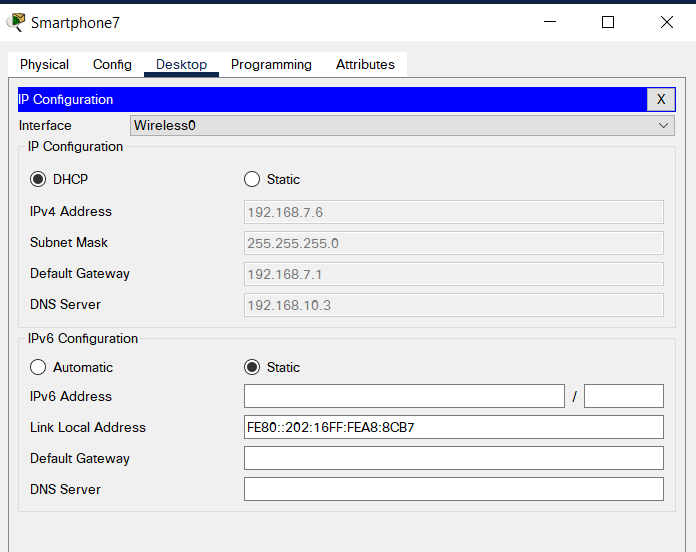 Smartphone7
Physical Config Desktop Programming Attributes
IP Configuration X
Interface Wireless0
IP Configuration
DHCP Static
IPv4 Address 192.168.7.6
Subnet Mask 255.255.255.0
Default Gateway 192.168.7.1
DNS Server 192.168.10.3
IPv6 Configuration
Automatic Static
IPv6 Address /
Link Local Address FE80::202:16FF:FEA8:8CB7
Default Gateway
DNS Server